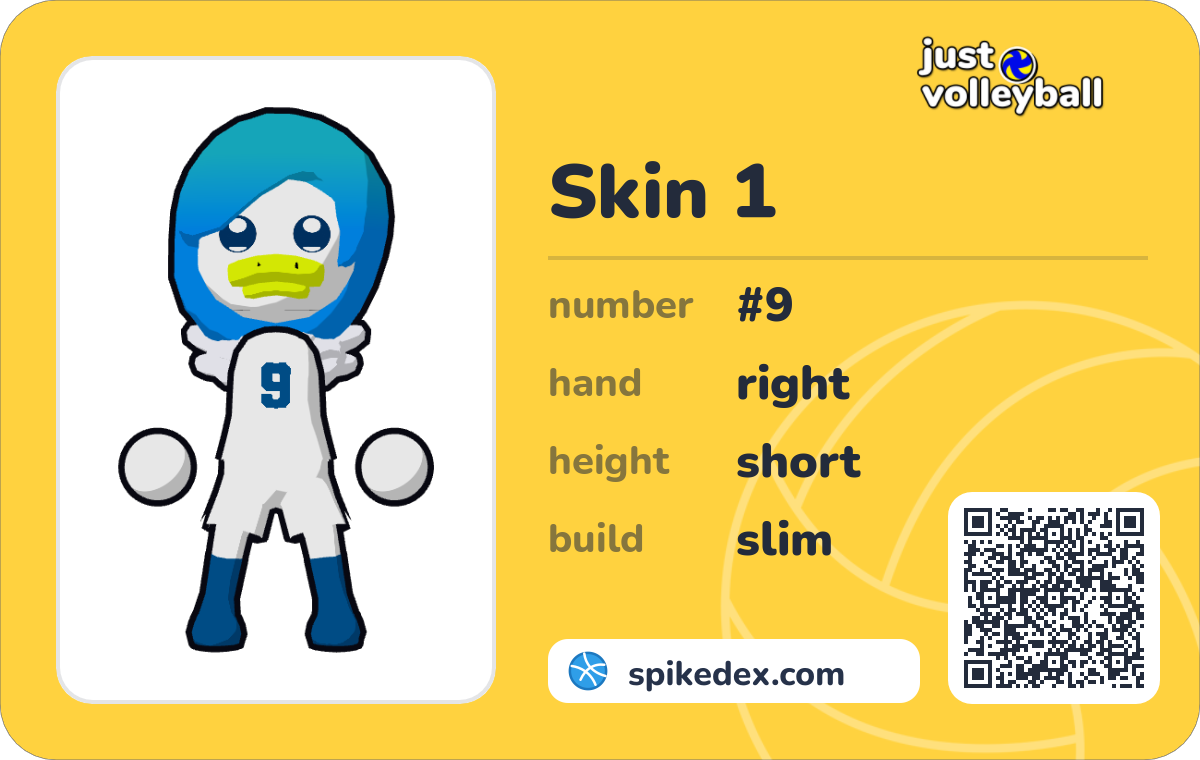 just
volleyball
Skin 1
number #9
hand right
height short
build slim
9
spikedex.com